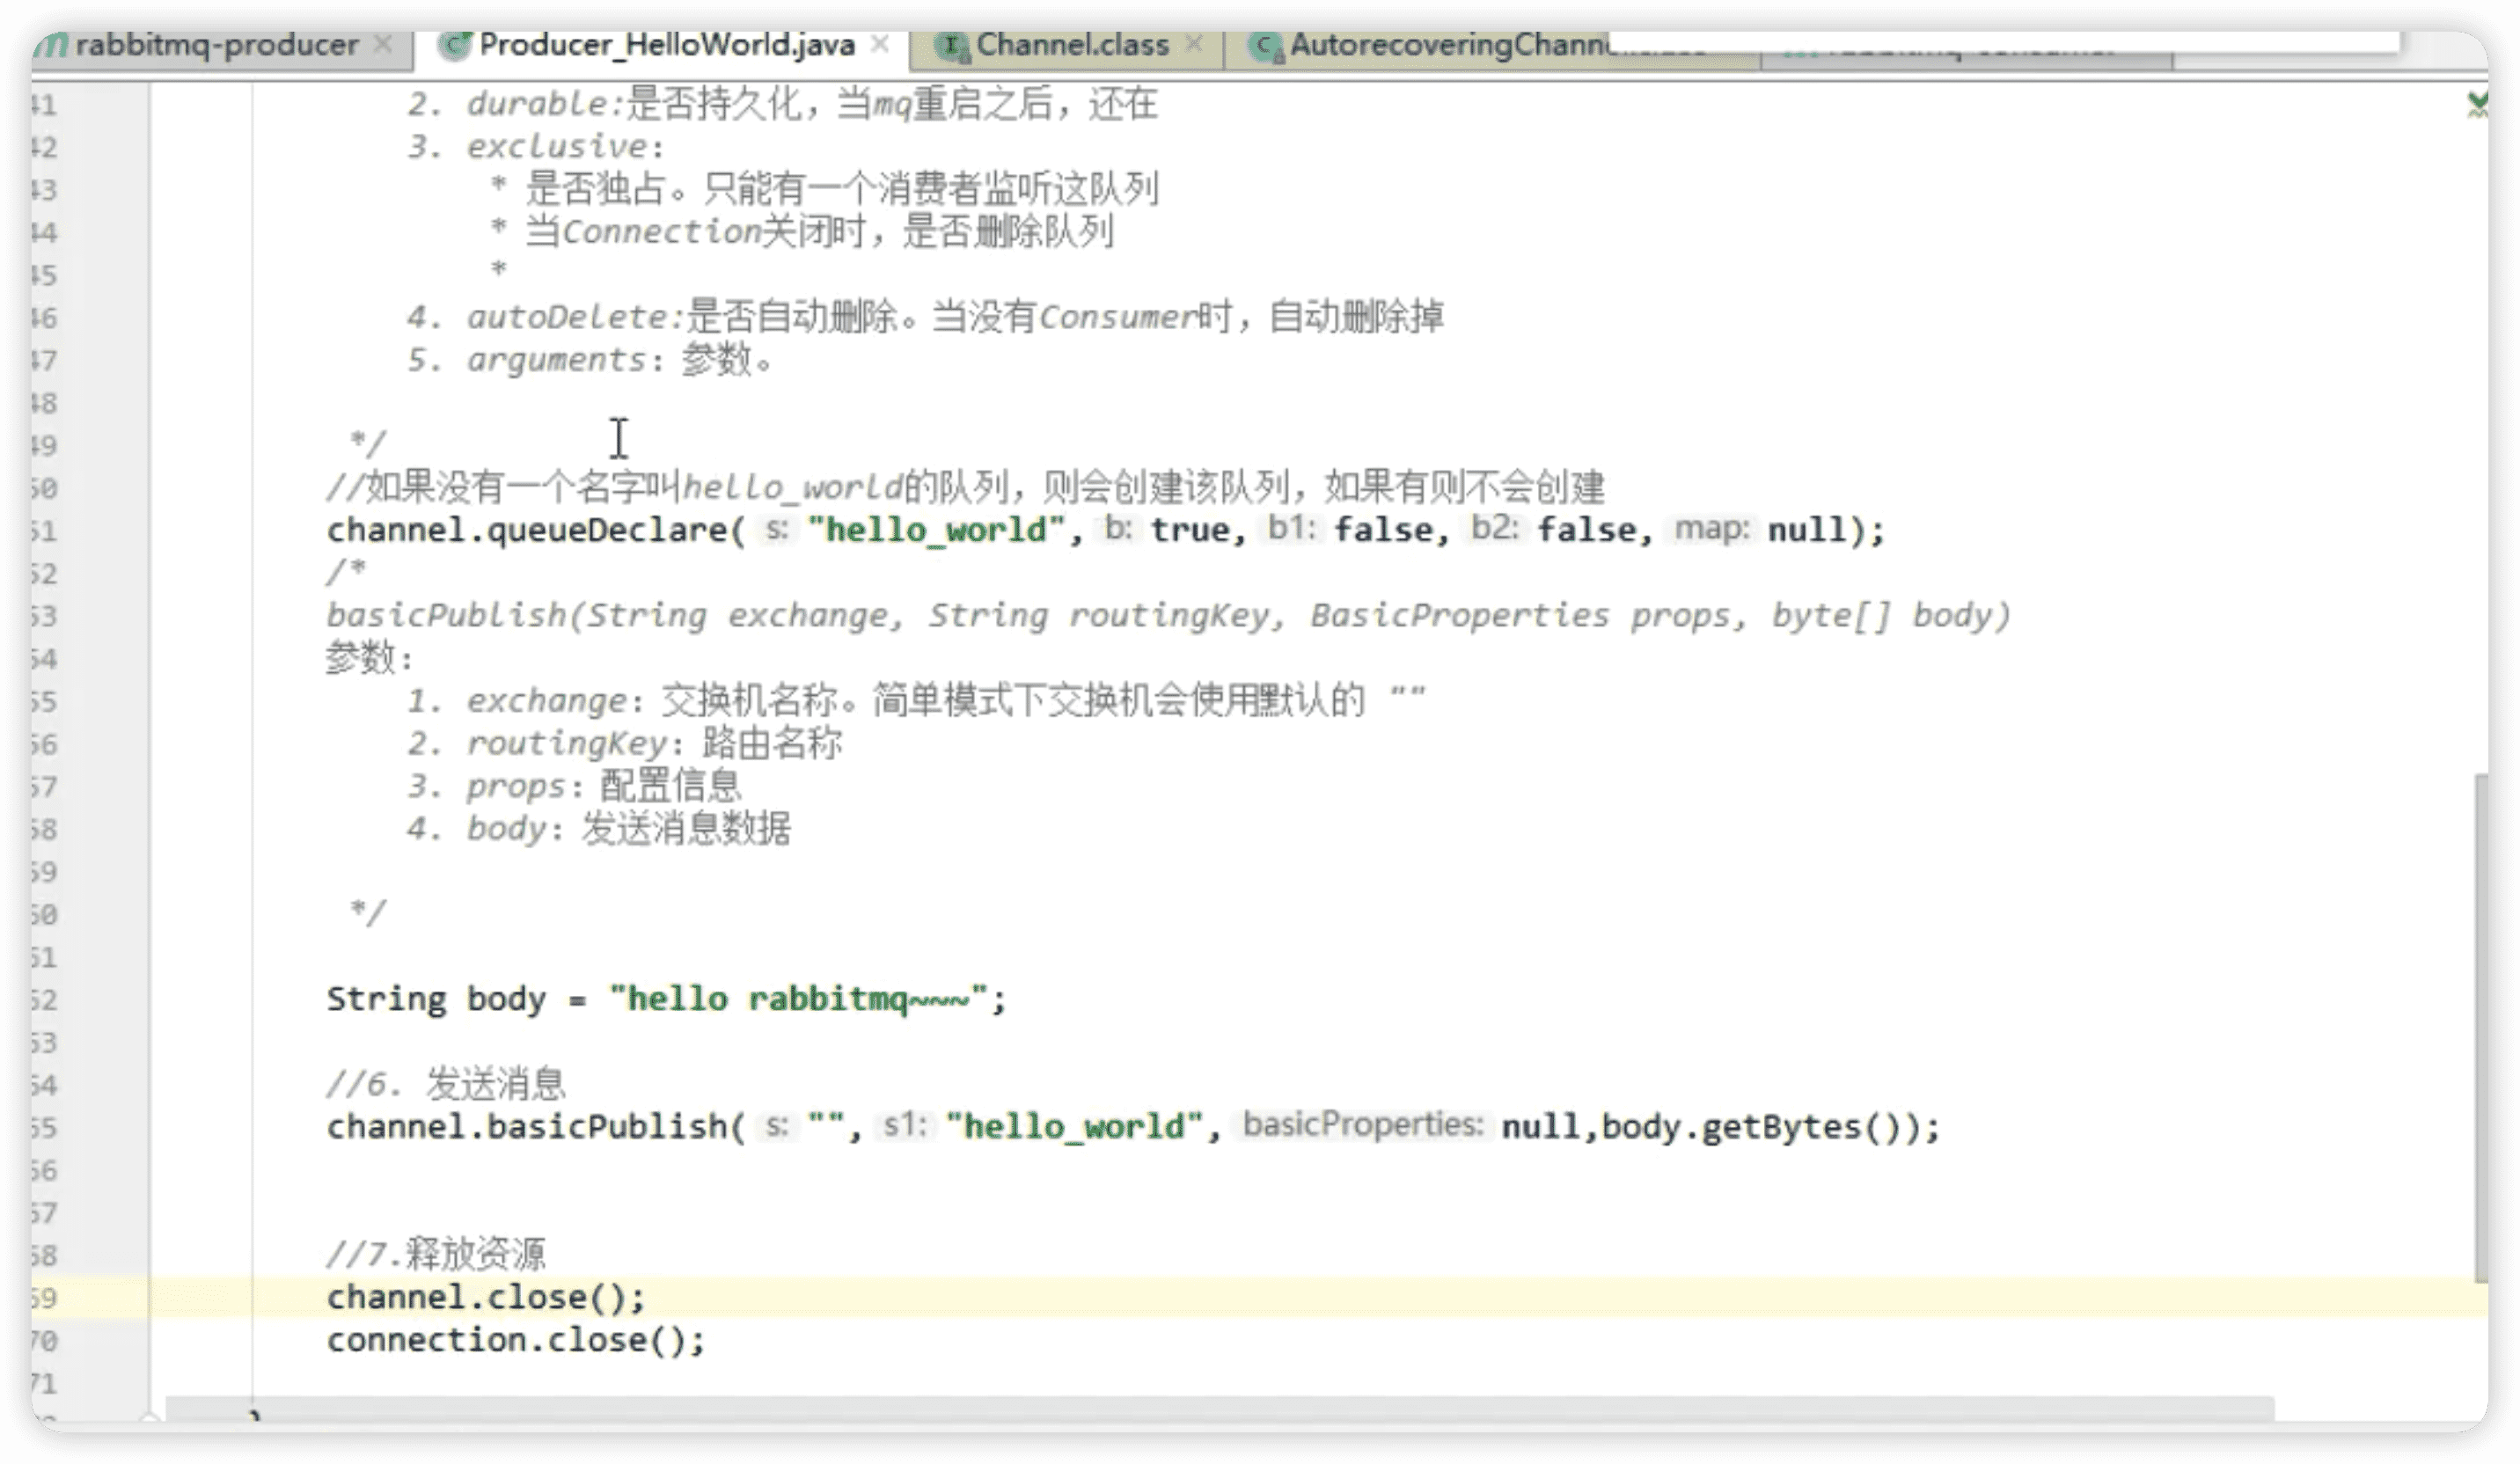 rabbitmq-producer × Producer_HelloWorld.java × Channel.class × AutorecoveringChann
41 2. durable:是否持久化，当mq重启之后，还在
42 3. exclusive：
43 * 是否独占。只能有一个消费者监听这队列
44 * 当Connection关闭时，是否删除队列
45 *
46 4. autoDelete:是否自动删除。当没有Consumer时，自动删除掉
47 5. arguments：参数。
48
49 */
50 //如果没有一个名字叫hello_world的队列，则会创建该队列，如果有则不会创建
51 channel.queueDeclare( s: "hello_world", b: true, b1: false, b2: false, map: null);
52 /*
53 basicPublish(String exchange, String routingKey, BasicProperties props, byte[] body)
54 参数：
55 1. exchange：交换机名称。简单模式下交换机会使用默认的 ""
56 2. routingKey：路由名称
57 3. props：配置信息
58 4. body：发送消息数据
59
60 */
61
62 String body = "hello rabbitmq~~~";
63
64 //6. 发送消息
65 channel.basicPublish( s: "", s1: "hello_world", basicProperties: null,body.getBytes());
66
67
68 //7.释放资源
69 channel.close();
70 connection.close();
71
}